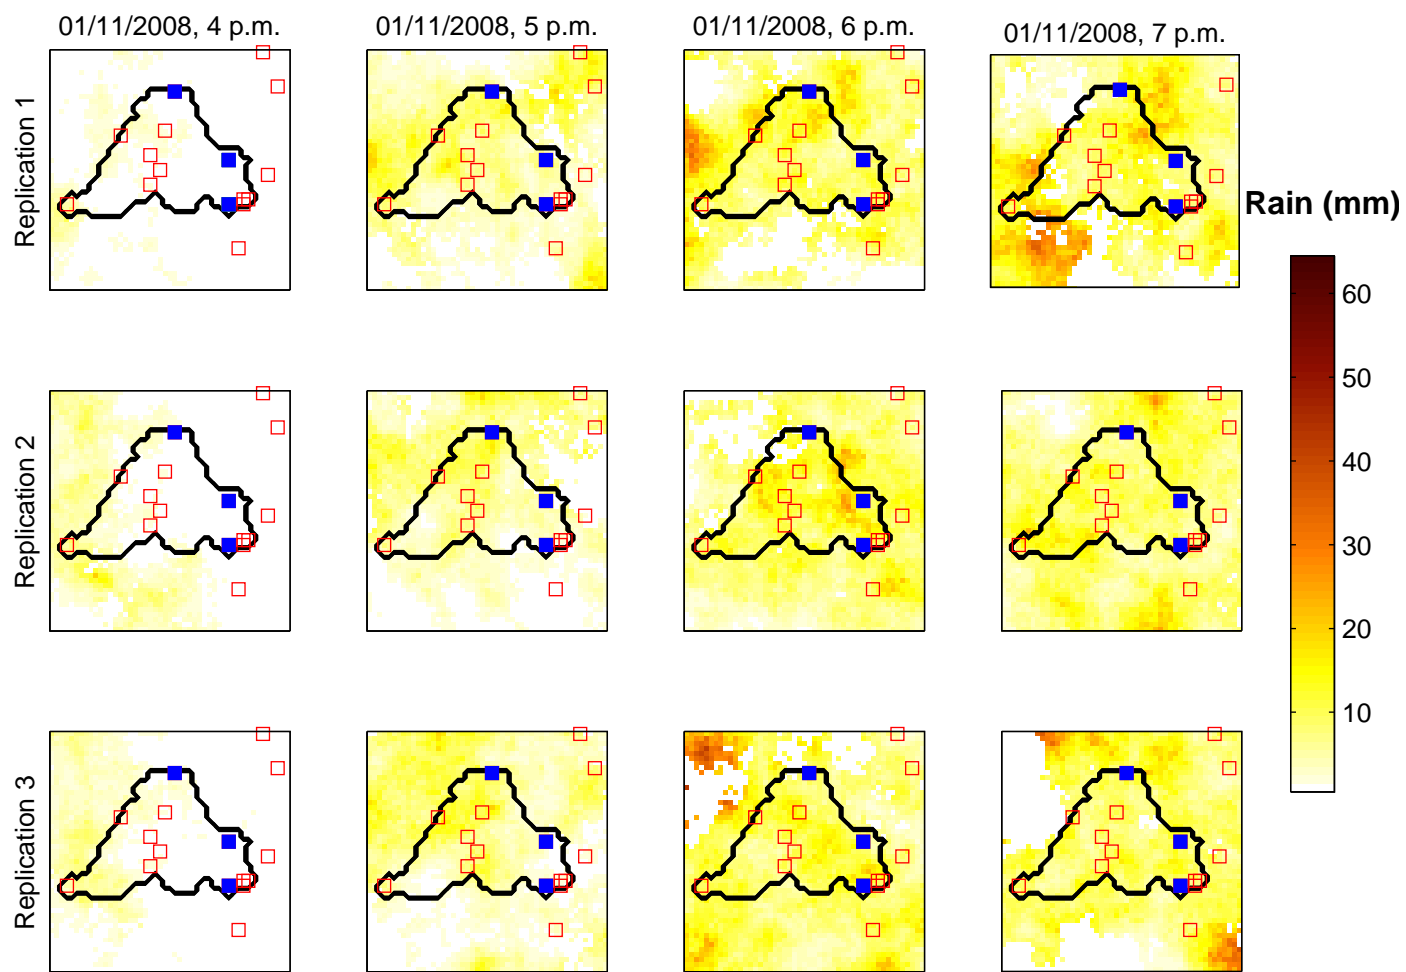 01/11/2008, 4 p.m.
01/11/2008, 5 p.m.
01/11/2008, 6 p.m.
01/11/2008, 7 p.m.
Replication 1
Replication 2
Replication 3
Rain (mm)
60
50
40
30
20
10